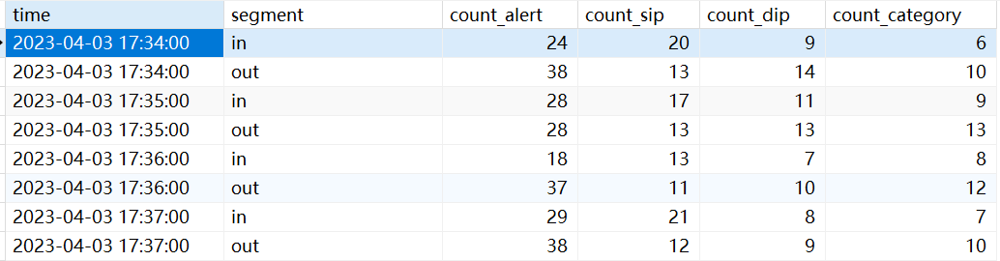 time segment count_alert count_sip count_dip count_category
2023-04-03 17:34:00 in 24 20 9 6
2023-04-03 17:34:00 out 38 13 14 10
2023-04-03 17:35:00 in 28 17 11 9
2023-04-03 17:35:00 out 28 13 13 13
2023-04-03 17:36:00 in 18 13 7 8
2023-04-03 17:36:00 out 37 11 10 12
2023-04-03 17:37:00 in 29 21 8 7
2023-04-03 17:37:00 out 38 12 9 10